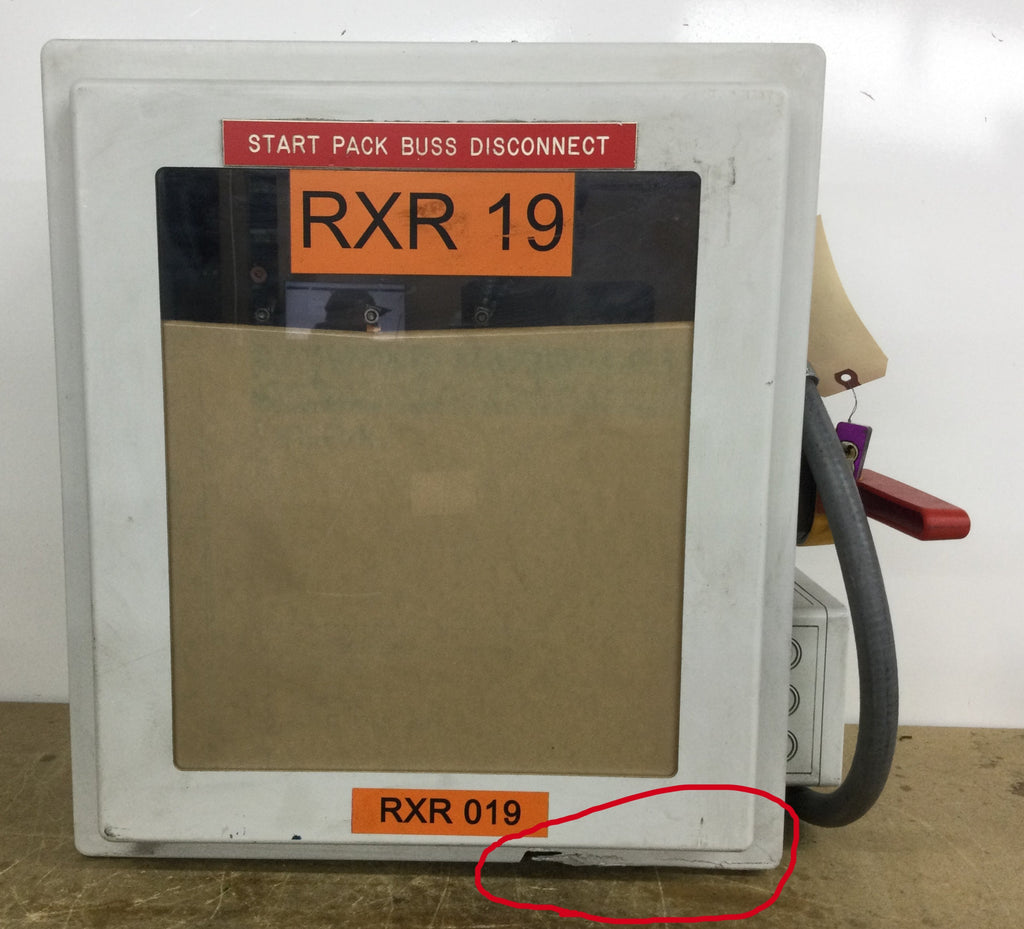 START PACK BUSS DISCONNECT
RXR 19
RXR 019